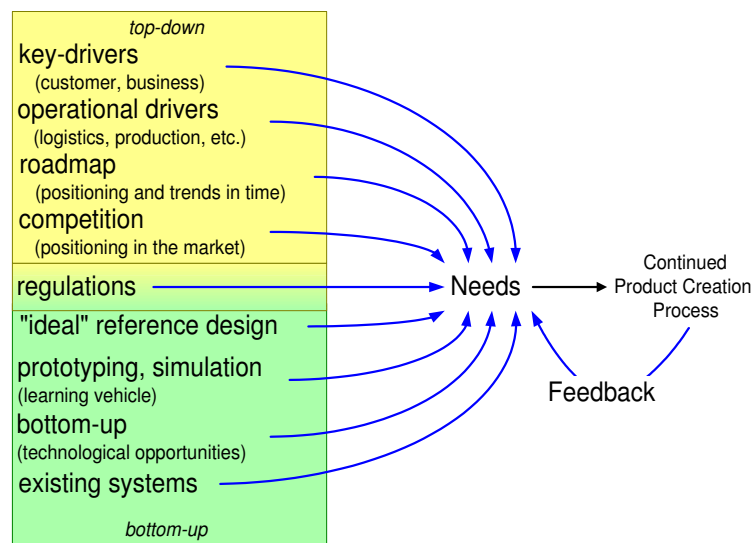 top-down
key-drivers
(customer, business)
operational drivers
(logistics, production, etc.)
roadmap
(positioning and trends in time)
competition
(positioning in the market)
regulations
"ideal" reference design
prototyping, simulation
(learning vehicle)
bottom-up
(technological opportunities)
existing systems
bottom-up
Needs
Continued
Product Creation
Process
Feedback